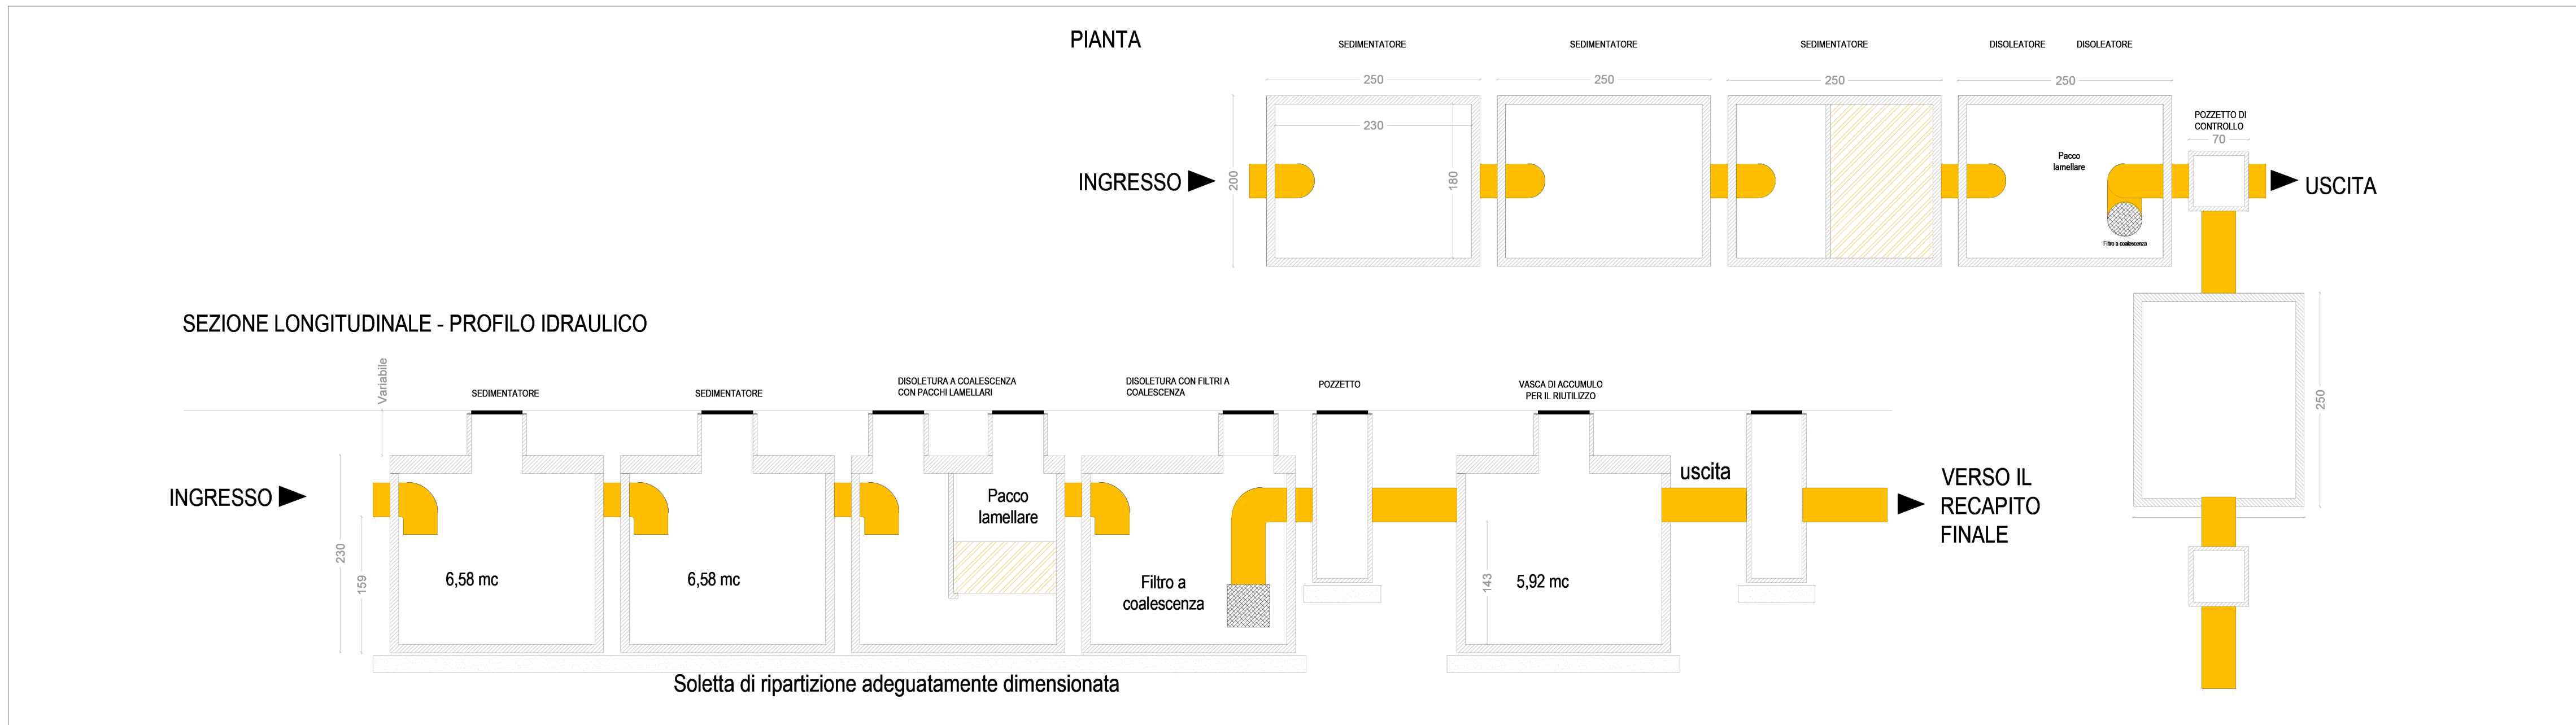 PIANTA
SEDIMENTATORE
SEDIMENTATORE
SEDIMENTATORE
DISOLEATORE
DISOLEATORE
250
250
250
250
230
180
200
POZZETTO DI
CONTROLLO
70
Pacco
lamellare
Filtro a coalescenza
INGRESSO
USCITA
250
SEZIONE LONGITUDINALE - PROFILO IDRAULICO
Variabile
SEDIMENTATORE
SEDIMENTATORE
DISOLETURA A COALESCENZA
CON PACCHI LAMELLARI
DISOLETURA CON FILTRI A
COALESCENZA
POZZETTO
VASCA DI ACCUMULO
PER IL RIUTILIZZO
INGRESSO
230
159
6,58 mc
6,58 mc
Pacco
lamellare
Filtro a
coalescenza
143
5,92 mc
uscita
VERSO IL
RECAPITO
FINALE
Soletta di ripartizione adeguatamente dimensionata